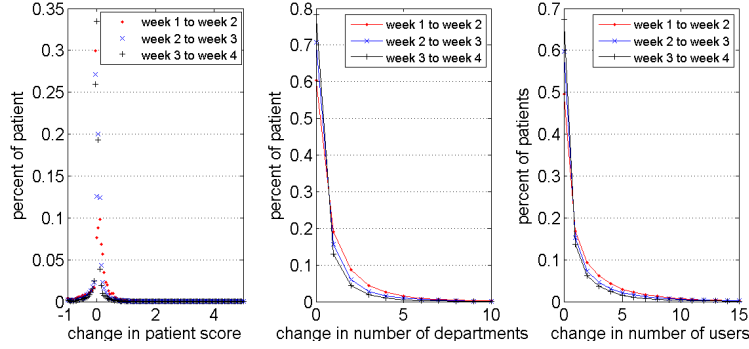 percent of patient
0.35
0.3
0.25
0.2
0.15
0.1
0.05
0
-1
0
2
4
week 1 to week 2
week 2 to week 3
week 3 to week 4
change in patient score
percent of patient
0.8
0.7
0.6
0.5
0.4
0.3
0.2
0.1
0
0
5
10
week 1 to week 2
week 2 to week 3
week 3 to week 4
change in number of departments
percent of patients
0.7
0.6
0.5
0.4
0.3
0.2
0.1
0
0
5
10
15
week 1 to week 2
week 2 to week 3
week 3 to week 4
change in number of users